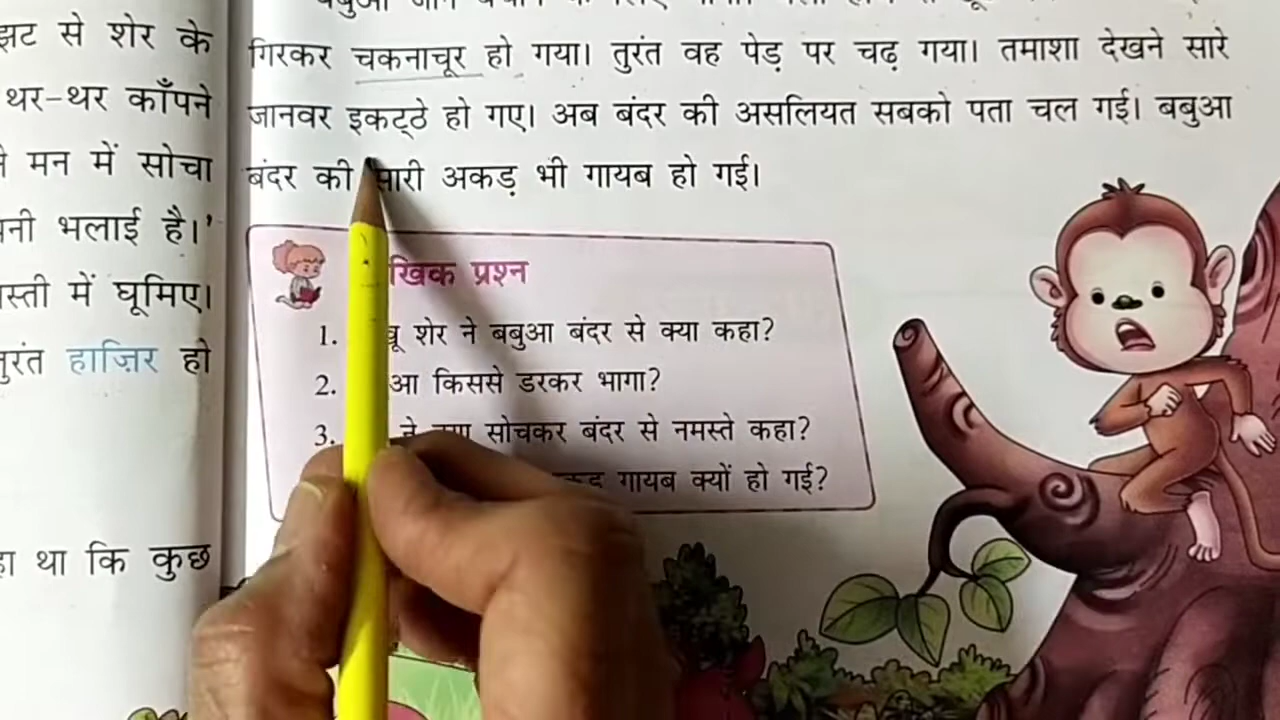 झट से शेर के
थर-थर काँपने
मन में सोचा
भलाई है।'
में घूमिए।
हाज़िर हो
था कि कुछ
गिरकर चकनाचूर हो गया। तुरंत वह पेड़ पर चढ़ गया। तमाशा देखने सारे
जानवर इकट्ठे हो गए। अब बंदर की असलियत सबको पता चल गई। बबुआ
बंदर की सारी अकड़ भी गायब हो गई।
प्रश्न
1. शेर ने बबुआ बंदर से क्या कहा?
2. किससे डरकर भागा?
3. ने क्या सोचकर बंदर से नमस्ते कहा?
गायब क्यों हो गई?